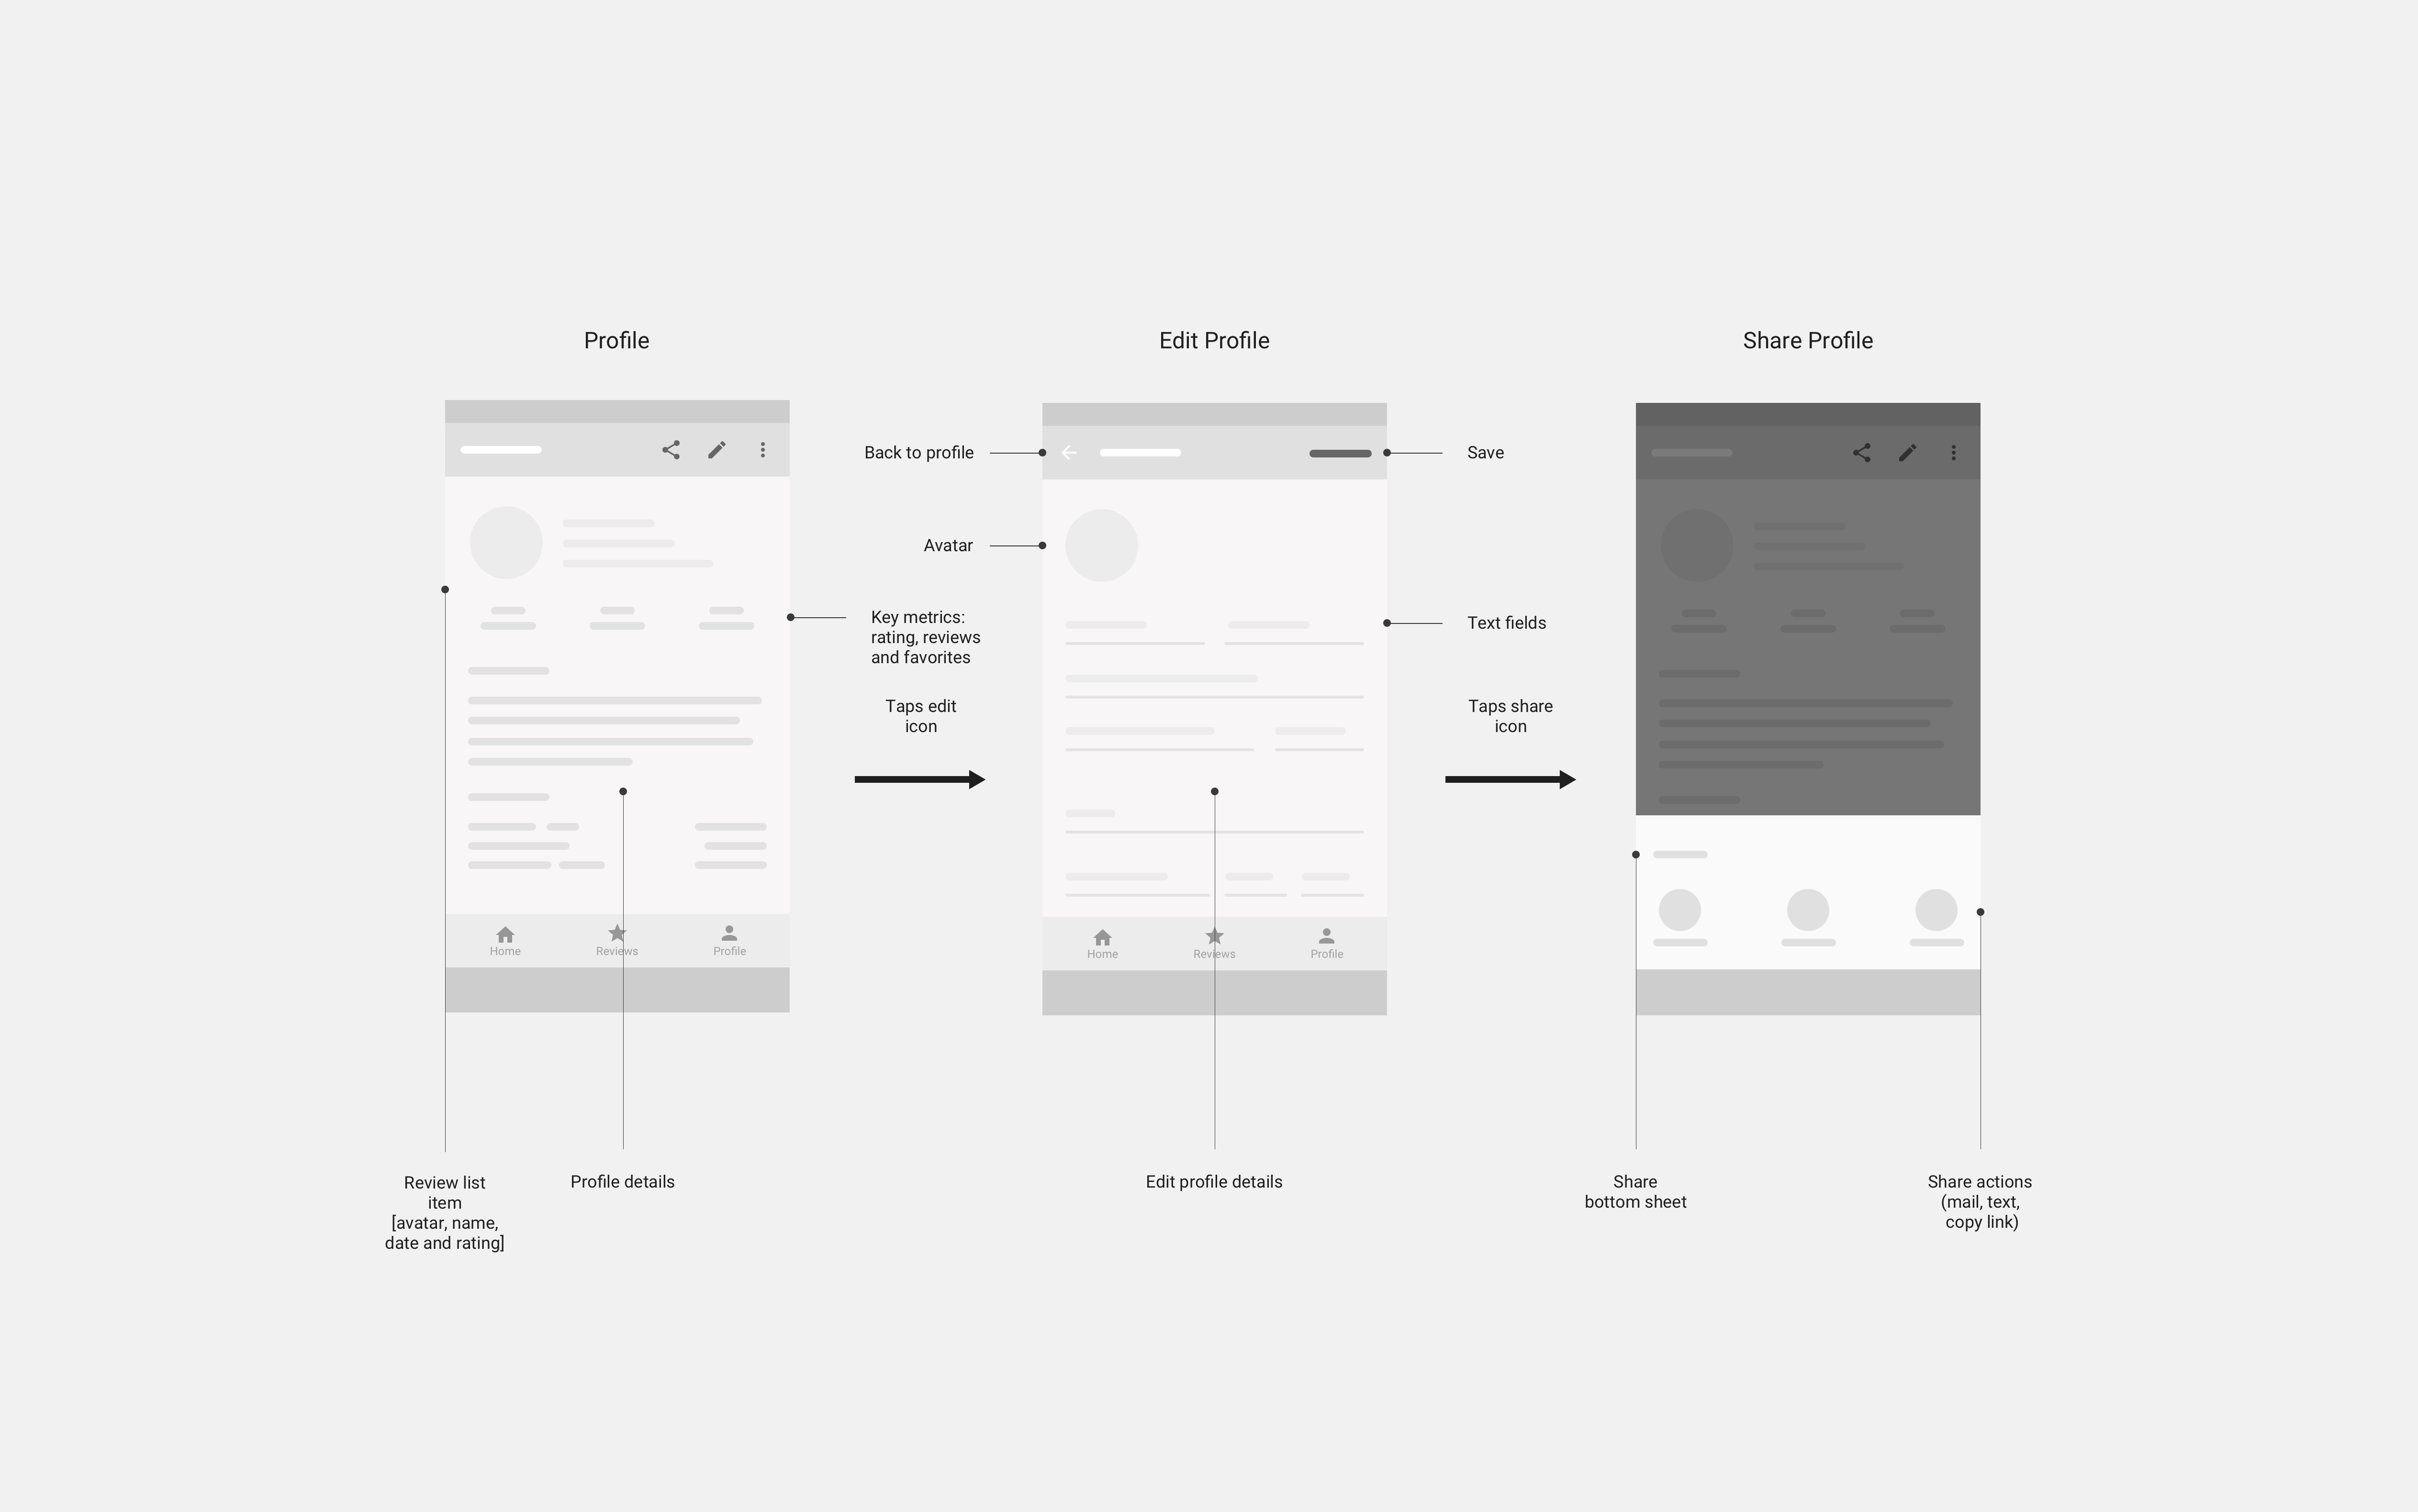 Profile
Edit Profile
Share Profile
Back to profile
Save
Avatar
Key metrics:
rating, reviews
and favorites
Text fields
Taps edit
icon
Taps share
icon
Home
Reviews
Profile
Home
Reviews
Profile
Review list
item
[avatar, name,
date and rating]
Profile details
Edit profile details
Share
bottom sheet
Share actions
(mail, text,
copy link)